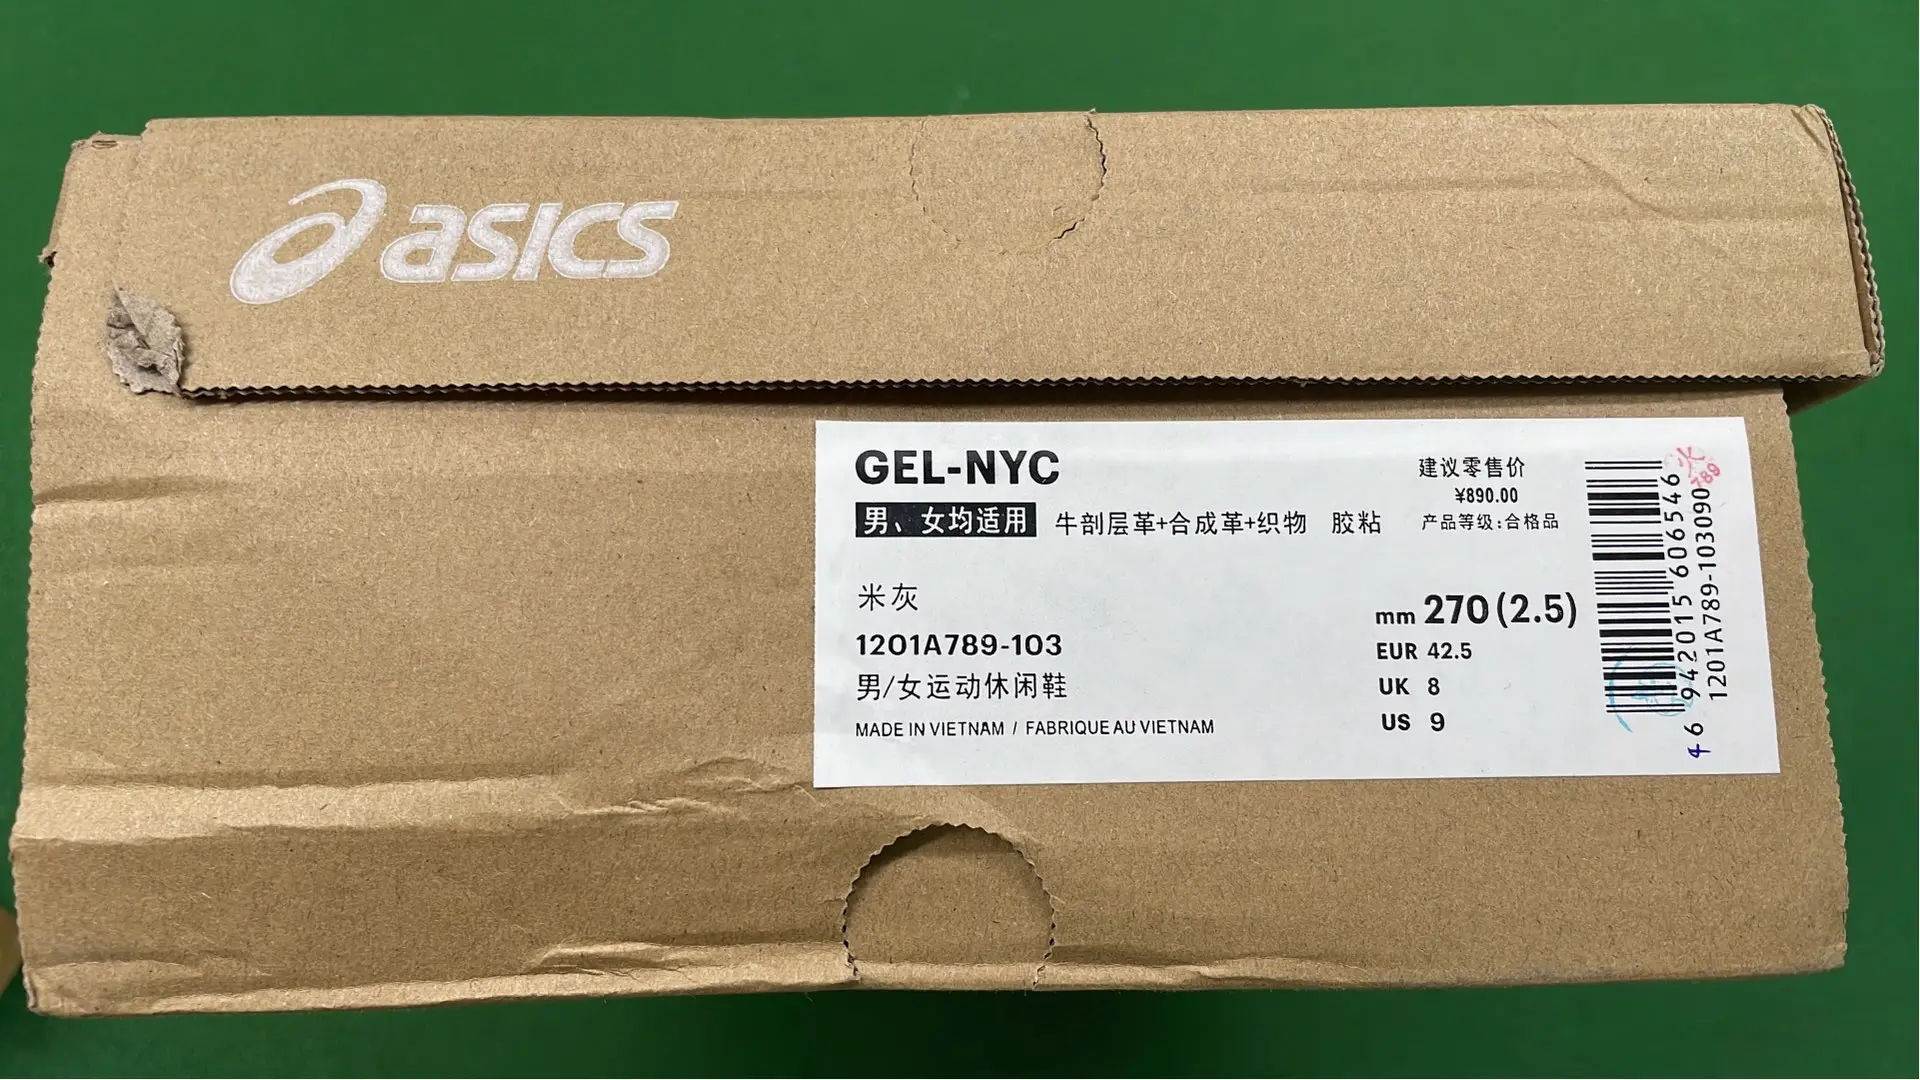 asics
GEL-NYC
男、女均适用 牛剖层革+合成革+织物 胶粘
建议零售价
¥890.00
产品等级:合格品
米灰
1201A789-103
男/女运动休闲鞋
MADE IN VIETNAM / FABRIQUE AU VIETNAM
mm 270(2.5)
EUR 42.5
UK 8
US 9
6 942015 606546
1201A789-103090
789